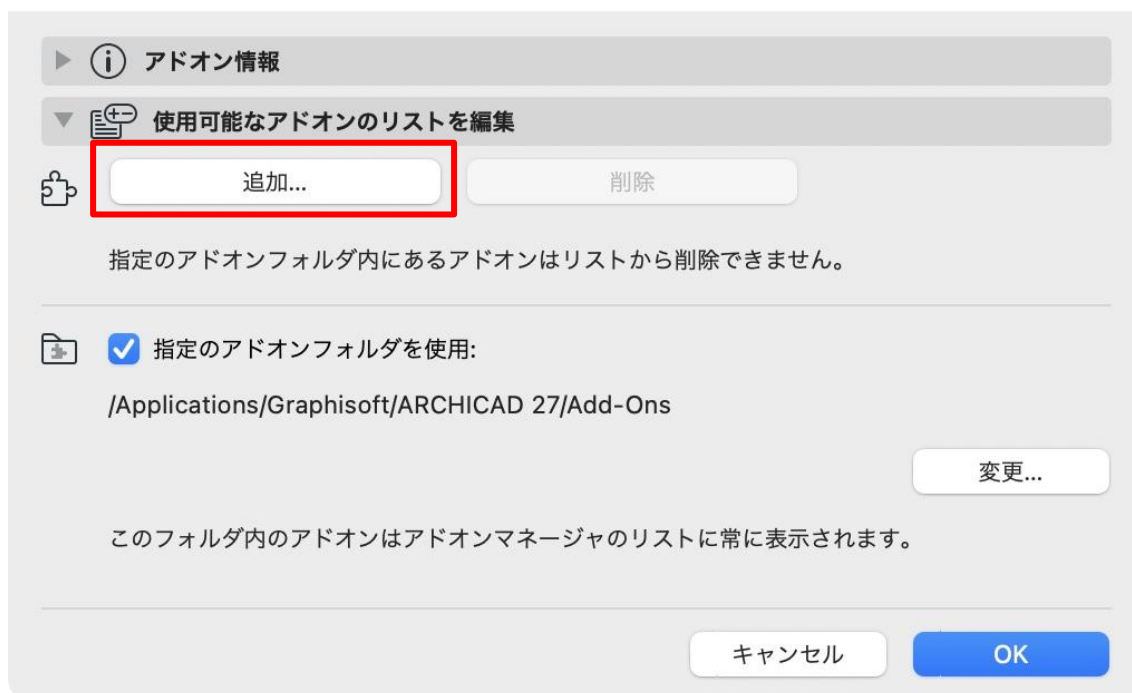 アドオン情報
使用可能なアドオンのリストを編集
追加... 削除
指定のアドオンフォルダ内にあるアドオンはリストから削除できません。
指定のアドオンフォルダを使用:
/Applications/Graphisoft/ARCHICAD 27/Add-Ons
変更...
このフォルダ内のアドオンはアドオンマネージャのリストに常に表示されます。
キャンセル OK